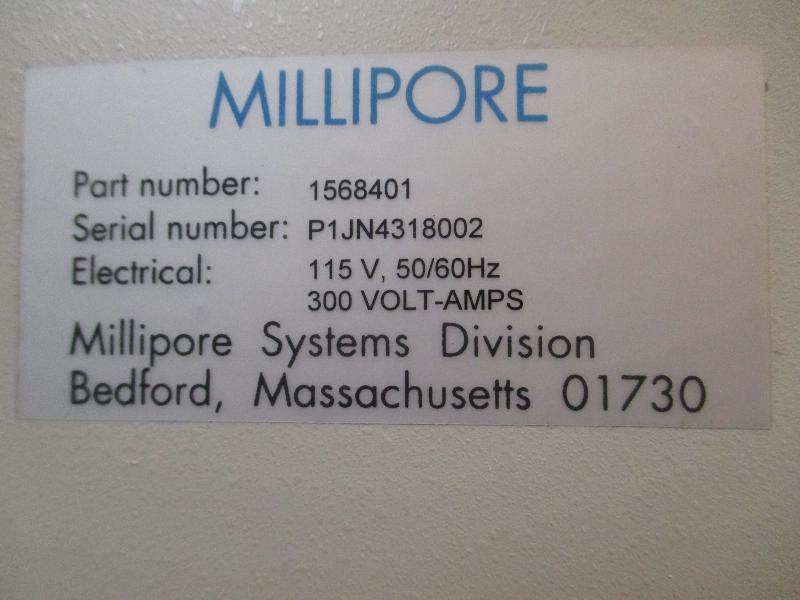 MILLIPORE
Part number: 1568401
Serial number: P1JN4318002
Electrical: 115 V, 50/60Hz
300 VOLT-AMPS
Millipore Systems Division
Bedford, Massachusetts 01730